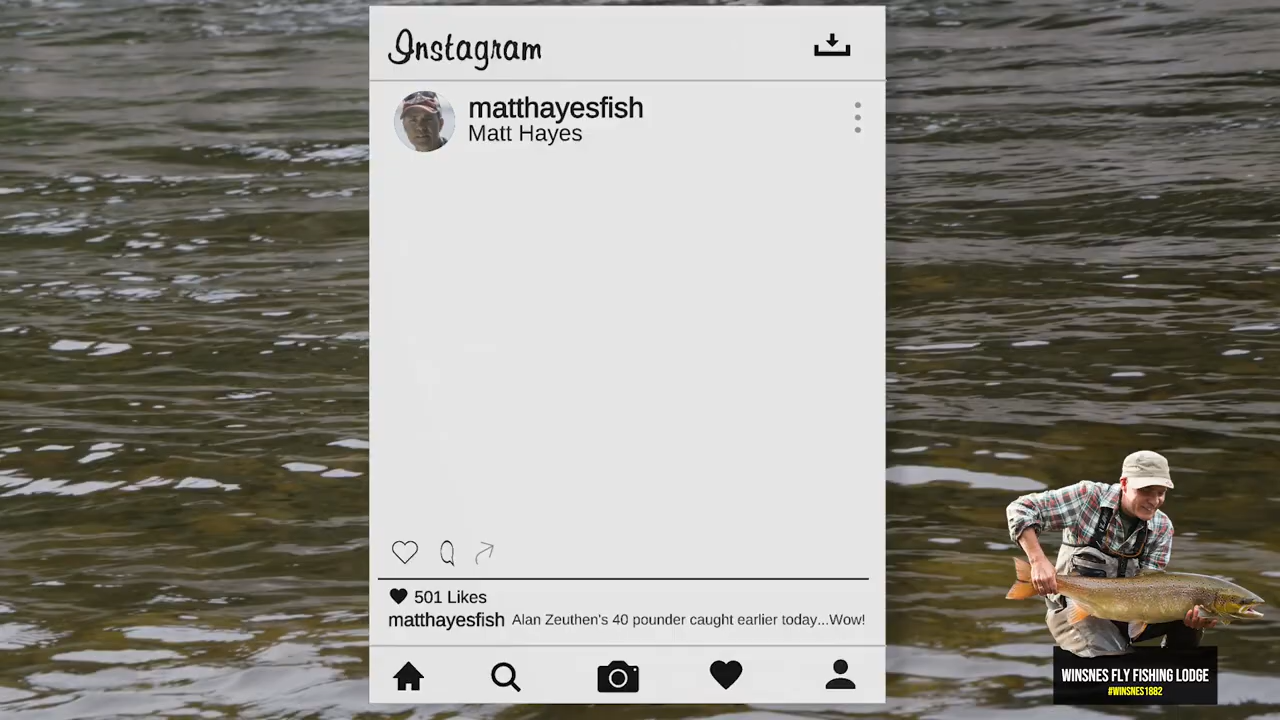 Instagram
matthayesfish
Matt Hayes
501 Likes
matthayesfish Alan Zeuthen's 40 pounder caught earlier today...Wow!
WINSNES FLY FISHING LODGE
#WINSNES1882